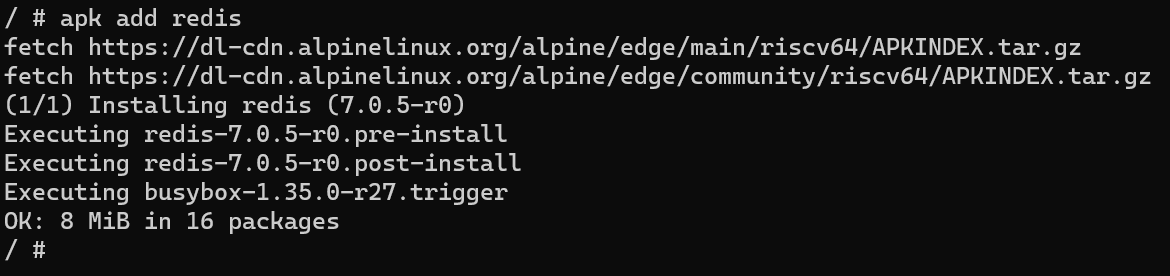 / # apk add redis
fetch https://dl-cdn.alpinelinux.org/alpine/edge/main/riscv64/APKINDEX.tar.gz
fetch https://dl-cdn.alpinelinux.org/alpine/edge/community/riscv64/APKINDEX.tar.gz
(1/1) Installing redis (7.0.5-r0)
Executing redis-7.0.5-r0.pre-install
Executing redis-7.0.5-r0.post-install
Executing busybox-1.35.0-r27.trigger
OK: 8 MiB in 16 packages
/ #